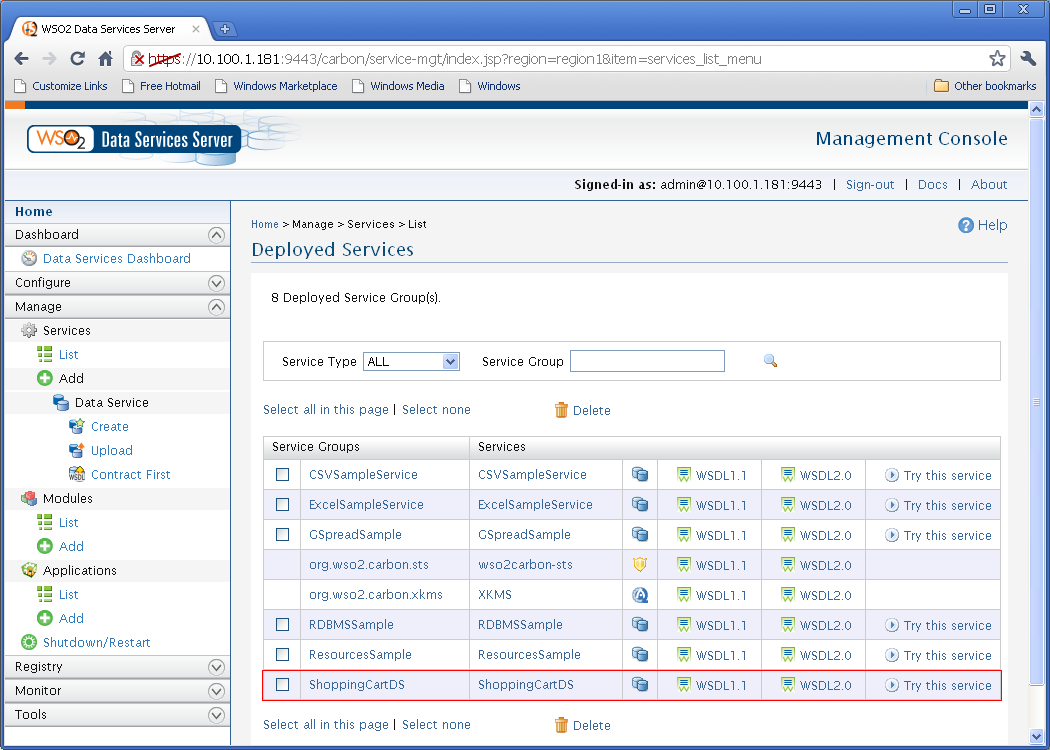 WSO2 Data Services Server
https://10.100.1.181:9443/carbon/service-mgt/index.jsp?region=region1&item=services_list_menu
Customize Links Free Hotmail Windows Marketplace Windows Media Windows Other bookmarks
WSO2 Data Services Server
Management Console
Signed-in as: admin@10.100.1.181:9443 | Sign-out | Docs | About
Home
Dashboard
Data Services Dashboard
Configure
Manage
Services
List
Add
Data Service
Create
Upload
WSDL Contract First
Modules
List
Add
Applications
List
Add
Shutdown/Restart
Registry
Monitor
Tools
Home > Manage > Services > List
Help
Deployed Services
8 Deployed Service Group(s).
Service Type ALL Service Group
Select all in this page | Select none Delete
Service Groups Services
CSVSampleService CSVSampleService WSDL1.1 WSDL2.0 Try this service
ExcelSampleService ExcelSampleService WSDL1.1 WSDL2.0 Try this service
GSpreadSample GSpreadSample WSDL1.1 WSDL2.0 Try this service
org.wso2.carbon.sts wso2carbon-sts WSDL1.1 WSDL2.0
org.wso2.carbon.xkms XKMS WSDL1.1 WSDL2.0
RDBMSSample RDBMSSample WSDL1.1 WSDL2.0 Try this service
ResourcesSample ResourcesSample WSDL1.1 WSDL2.0 Try this service
ShoppingCartDS ShoppingCartDS WSDL1.1 WSDL2.0 Try this service
Select all in this page | Select none Delete